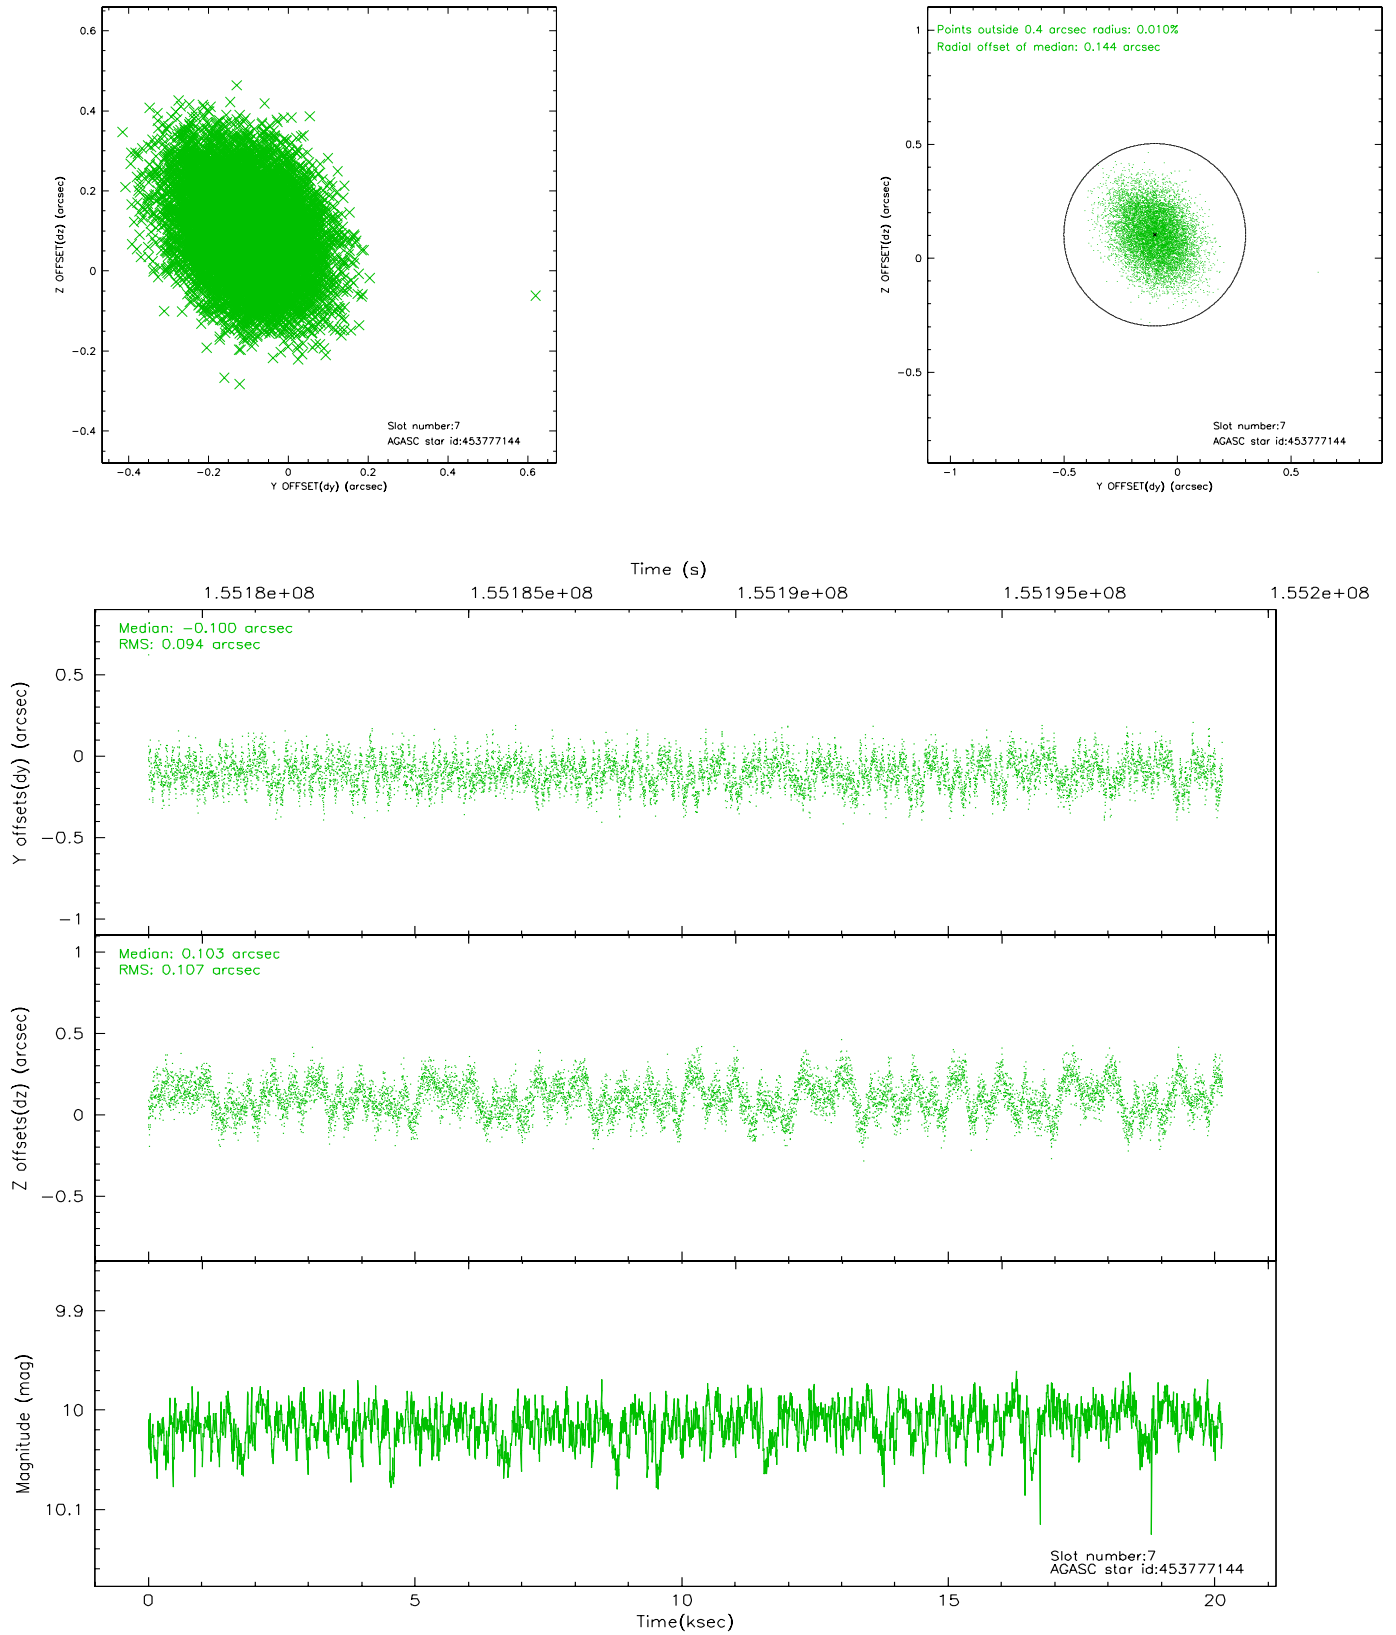 0.6
0.4
0.2
0
−0.2
−0.4
Z OFFSET(dz) (arcsec)
Slot number:7
AGASC star id:453777144
−0.4 −0.2 0 0.2 0.4 0.6
Y OFFSET(dy) (arcsec)
Points outside 0.4 arcsec radius: 0.010%
Radial offset of median: 0.144 arcsec
1
0.5
0
−0.5
Z OFFSET(dz) (arcsec)
Slot number:7
AGASC star id:453777144
−1 −0.5 0 0.5
Y OFFSET(dy) (arcsec)
Time (s)
1.5518e+08 1.55185e+08 1.5519e+08 1.55195e+08 1.552e+08
Median: −0.100 arcsec
RMS: 0.094 arcsec
0.5
0
−0.5
−1
Y offsets(dy) (arcsec)
Median: 0.103 arcsec
RMS: 0.107 arcsec
1
0.5
0
−0.5
Z offsets(dz) (arcsec)
9.9
10
10.1
Magnitude (mag)
Slot number:7
AGASC star id:453777144
0 5 10 15 20
Time(ksec)